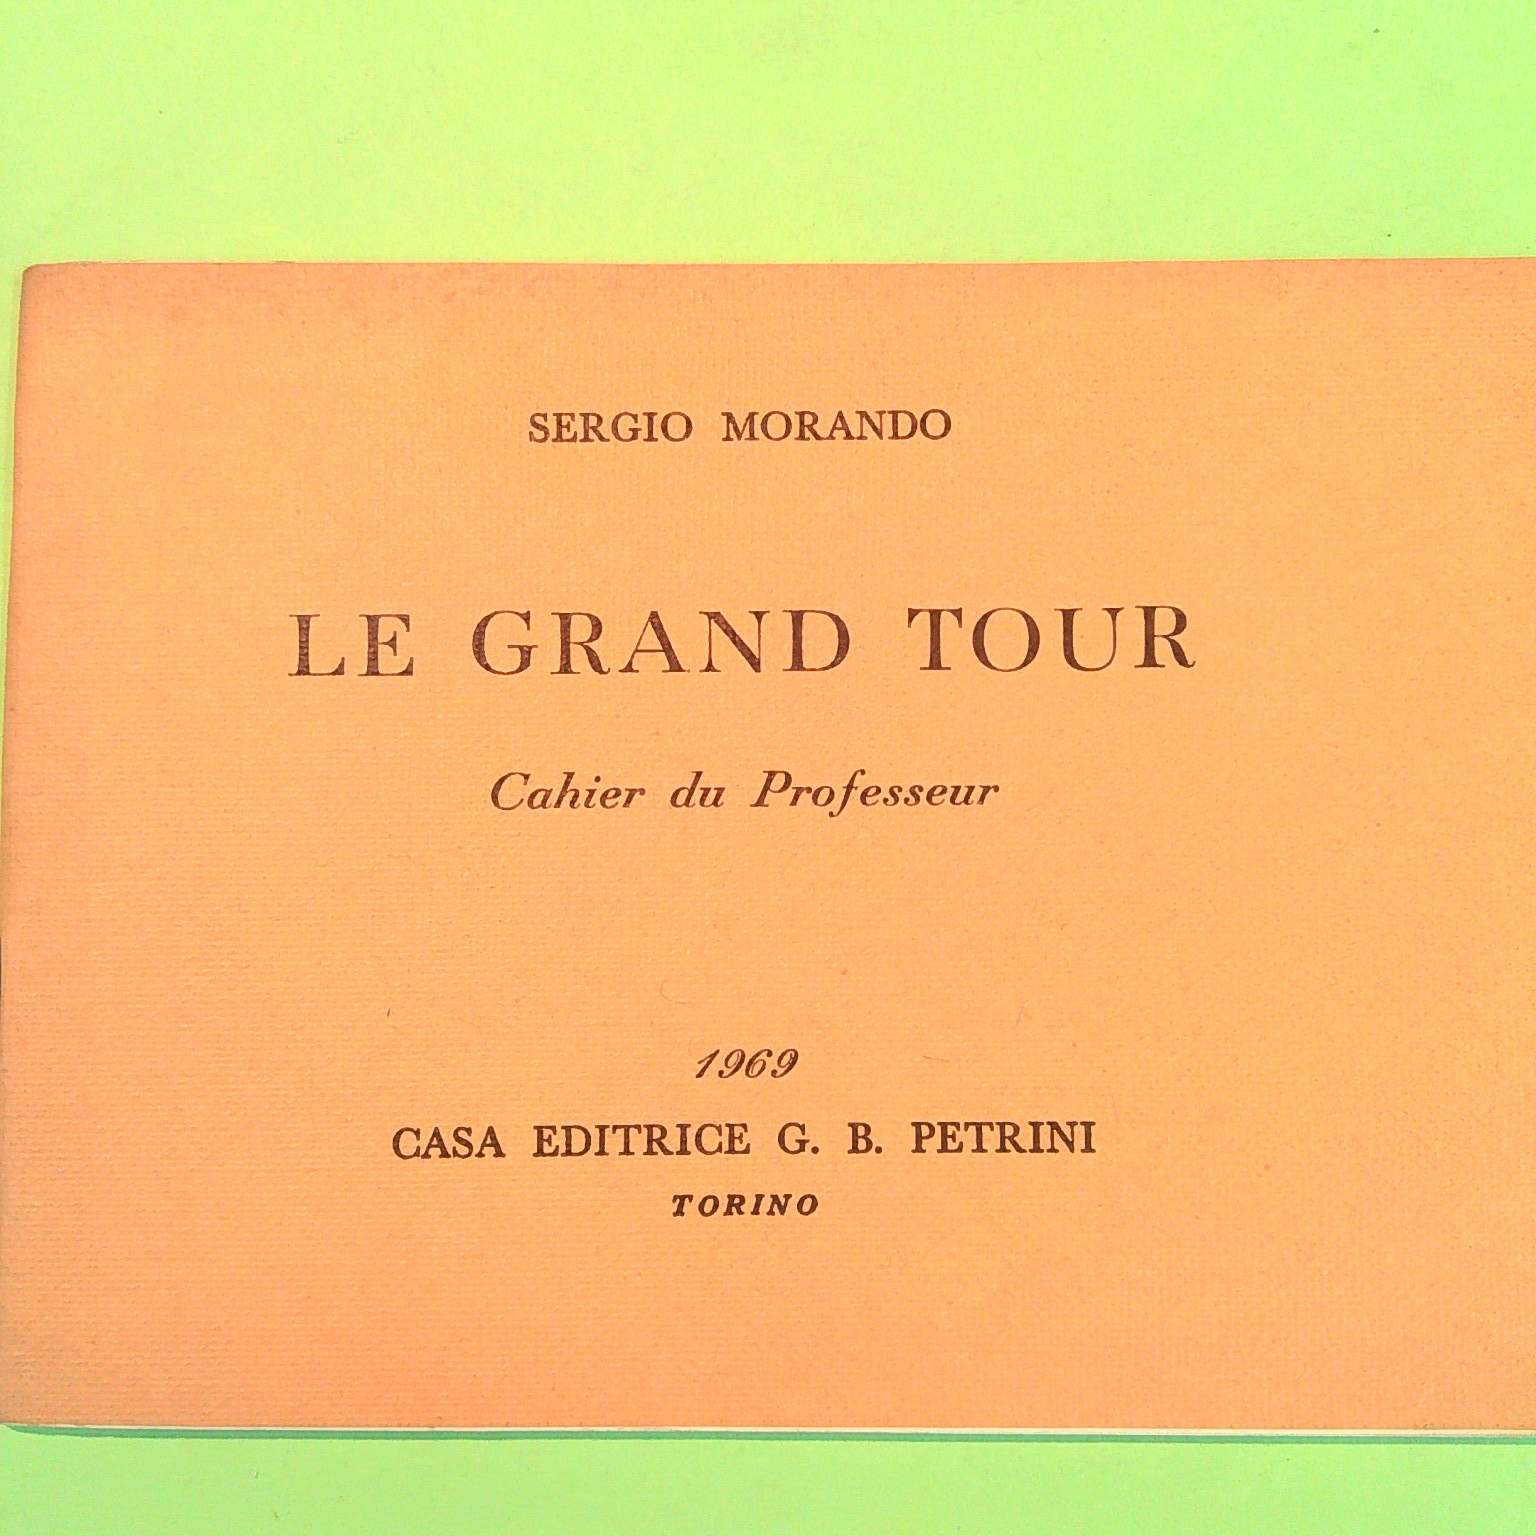 SERGIO MORANDO
LE GRAND TOUR
Cahier du Professeur
1969
CASA EDITRICE G. B. PETRINI
TORINO